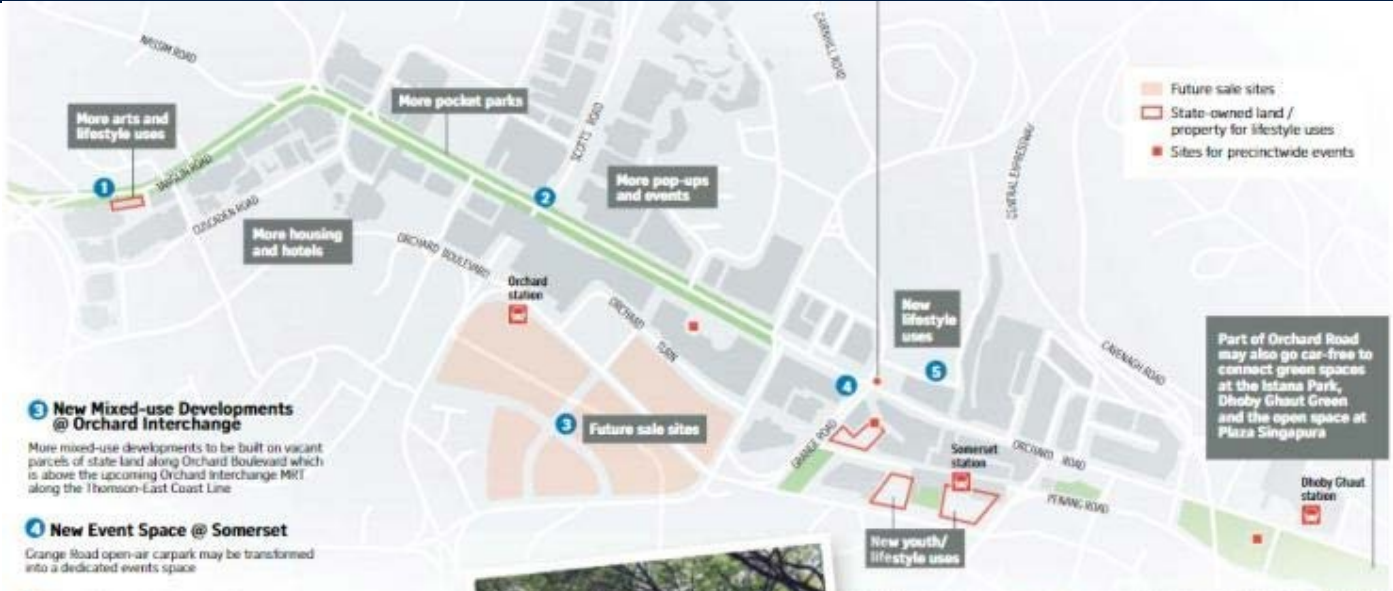 NASSIM ROAD
More arts and
lifestyle uses
1
TANGLIN ROAD
CUSCADEN ROAD
More pocket parks
More housing
and hotels
SCOTTS ROAD
2
More pop-ups
and events
ORCHARD BOULEVARD
Orchard
station
ORCHARD TURN
CAIRNHILL ROAD
CENTRAL EXPRESSWAY
Future sale sites
State-owned land /
property for lifestyle uses
Sites for precinctwide events
New
lifestyle
uses
5
4
CAVENAGH ROAD
Part of Orchard Road
may also go car-free to
connect green spaces
at the Istana Park,
Dhoby Ghaut Green
and the open space at
Plaza Singapura
3 New Mixed-use Developments
@ Orchard Interchange
More mixed-use developments to be built on vacant
parcels of state land along Orchard Boulevard which
is above the upcoming Orchard Interchange MRT
along the Thomson-East Coast Line
3
Future sale sites
GRANGE ROAD
Somerset
station
ORCHARD ROAD
PENANG ROAD
Dhoby Ghaut
station
4 New Event Space @ Somerset
Grange Road open-air carpark may be transformed
into a dedicated events space
New youth/
lifestyle uses